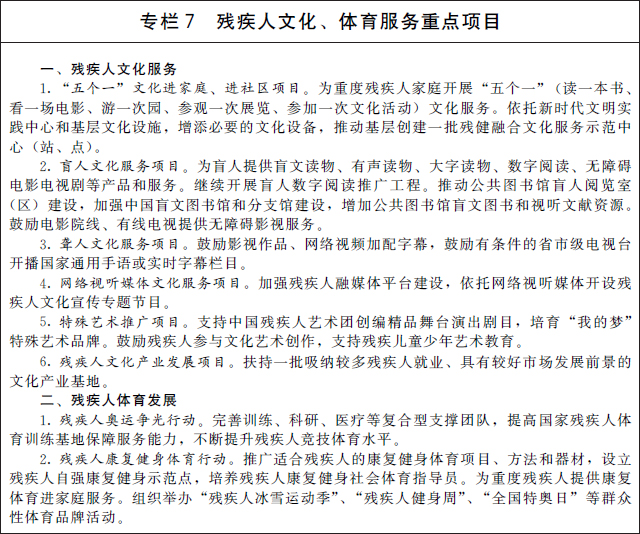 专栏7 残疾人文化、体育服务重点项目
一、残疾人文化服务
1. “五个一”文化进家庭、进社区项目。为重度残疾人家庭开展“五个一”（读一本书、
看一场电影、游一次园、参观一次展览、参加一次文化活动）文化服务。依托新时代文明实
践中心和基层文化设施，增添必要的文化设备，推动基层创建一批残健融合文化服务示范中
心（站、点）。
2. 盲人文化服务项目。为盲人提供盲文读物、有声读物、大字读物、数字阅读、无障碍
电影电视剧等产品和服务。继续开展盲人数字阅读推广工程。推动公共图书馆盲人阅览室
（区）建设，加强中国盲文图书馆和分支馆建设，增加公共图书馆盲文图书和视听文献资源。
鼓励电影院线、有线电视提供无障碍影视服务。
3. 聋人文化服务项目。鼓励影视作品、网络视频加配字幕，鼓励有条件的省市级电视台
开播国家通用手语或实时字幕栏目。
4. 网络视听媒体文化服务项目。加强残疾人融媒体平台建设，依托网络视听媒体开设残
疾人文化宣传专题节目。
5. 特殊艺术推广项目。支持中国残疾人艺术团创编精品舞台演出剧目，培育“我的梦”
特殊艺术品牌。鼓励残疾人参与文化艺术创作，支持残疾儿童少年艺术教育。
6. 残疾人文化产业发展项目。扶持一批吸纳较多残疾人就业、具有较好市场发展前景的
文化产业基地。
二、残疾人体育发展
1. 残疾人奥运争光行动。完善训练、科研、医疗等复合型支撑团队，提高国家残疾人体
育训练基地保障服务能力，不断提升残疾人竞技体育水平。
2. 残疾人康复健身体育行动。推广适合残疾人的康复健身体育项目、方法和器材，设立
残疾人自强康复健身示范点，培养残疾人康复健身社会体育指导员。为重度残疾人提供康复
体育进家庭服务。组织举办“残疾人冰雪运动季”、“残疾人健身周”、“全国特奥日”等群众
性体育品牌活动。